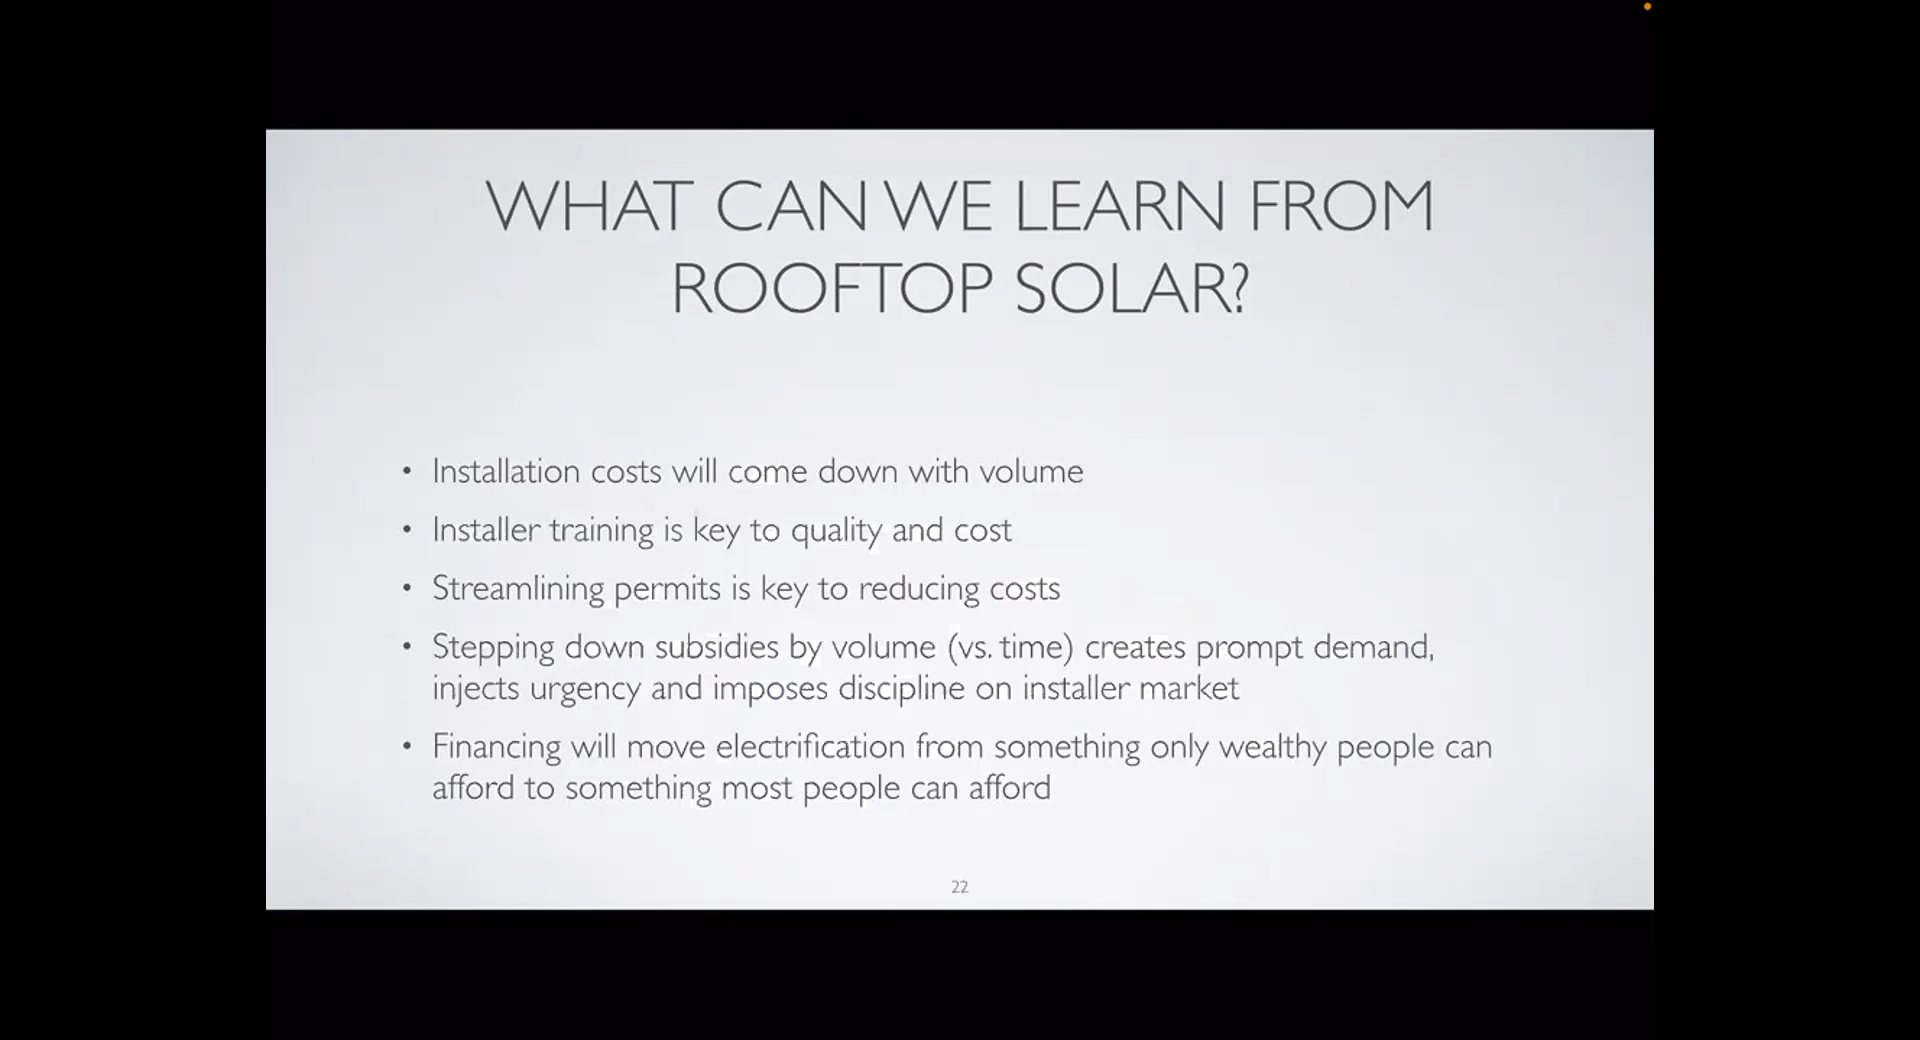 WHAT CAN WE LEARN FROM
ROOFTOP SOLAR?
• Installation costs will come down with volume
• Installer training is key to quality and cost
• Streamlining permits is key to reducing costs
• Stepping down subsidies by volume (vs. time) creates prompt demand,
injects urgency and imposes discipline on installer market
• Financing will move electrification from something only wealthy people can
afford to something most people can afford
22